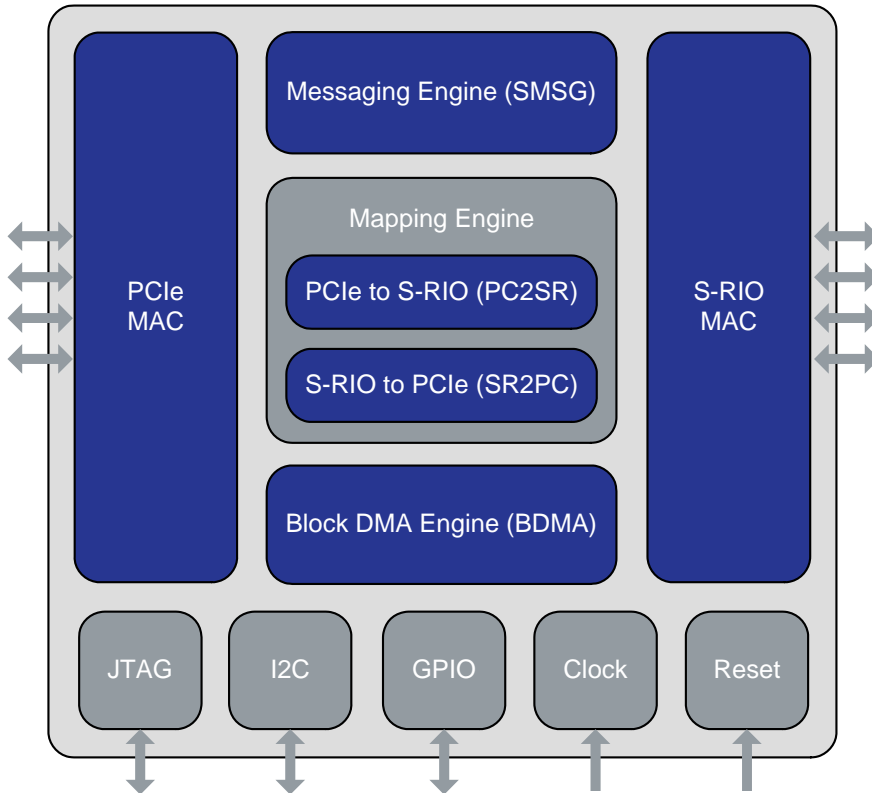 Messaging Engine (SMSG)
Mapping Engine
PCIe to S-RIO (PC2SR)
S-RIO to PCIe (SR2PC)
PCIe
MAC
S-RIO
MAC
Block DMA Engine (BDMA)
JTAG
I2C
GPIO
Clock
Reset